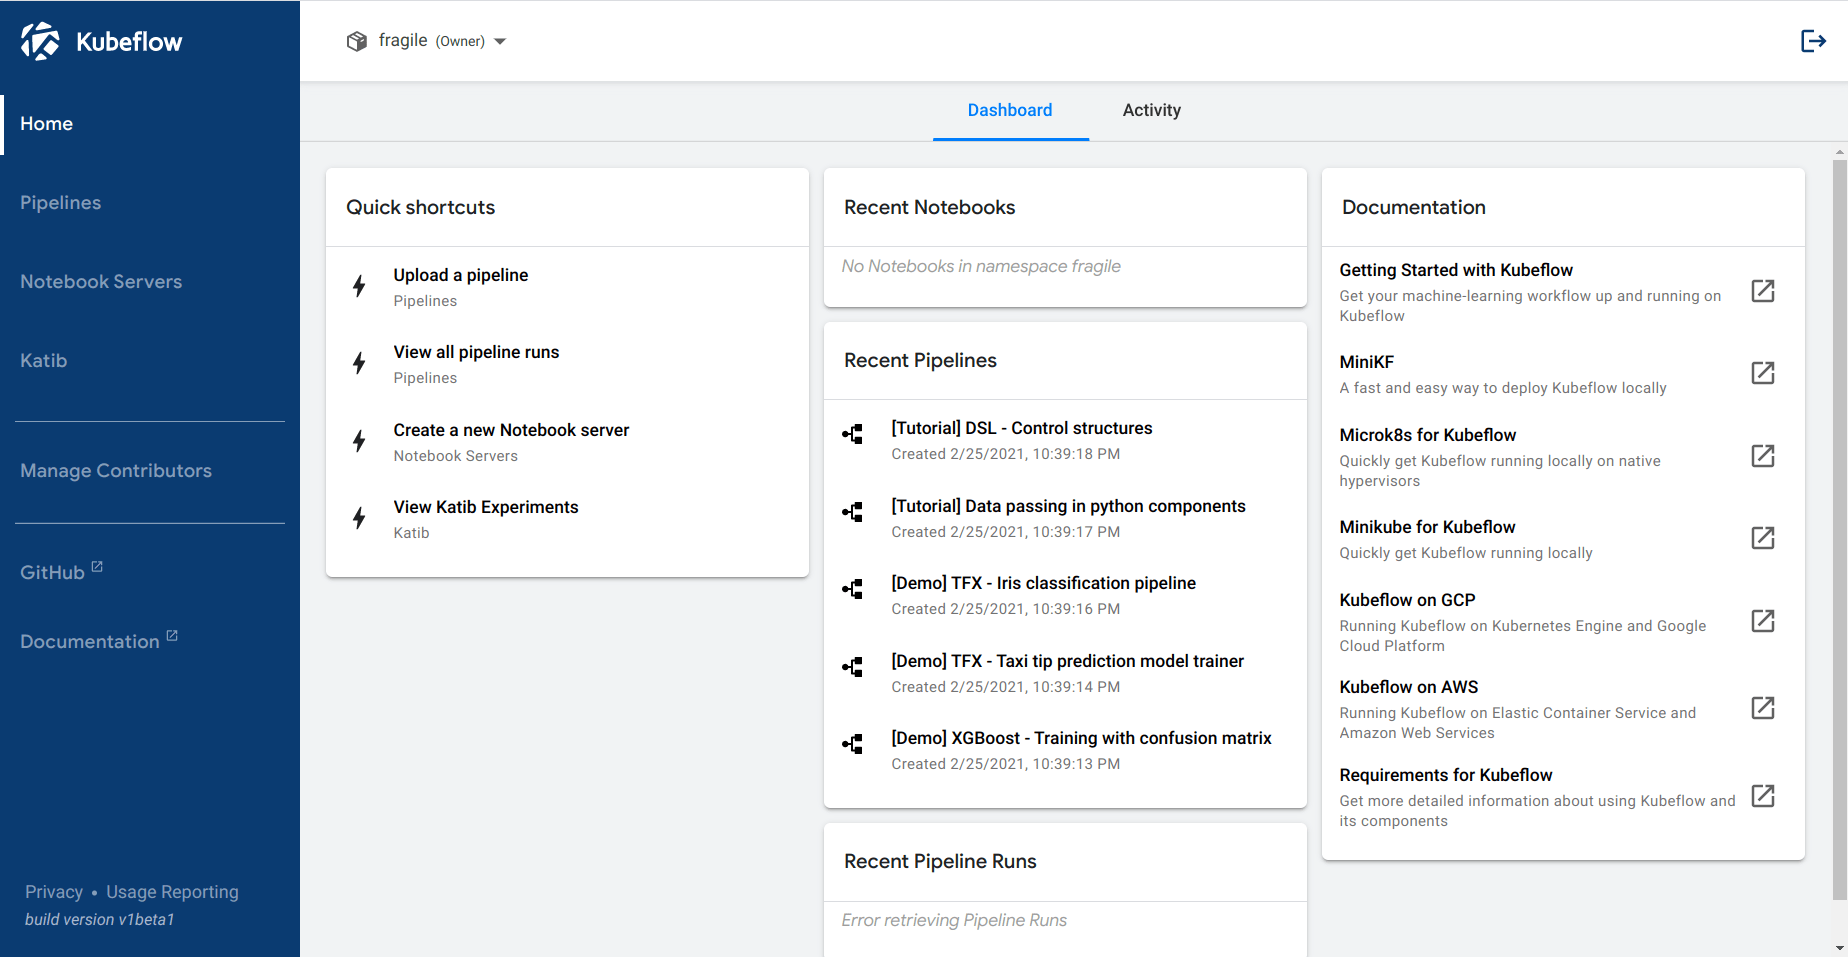 Kubeflow
fragile (Owner)
Home
Pipelines
Notebook Servers
Katib
Manage Contributors
GitHub
Documentation
Privacy • Usage Reporting
build version v1beta1
Dashboard
Activity
Quick shortcuts
Upload a pipeline
Pipelines
View all pipeline runs
Pipelines
Create a new Notebook server
Notebook Servers
View Katib Experiments
Katib
Recent Notebooks
No Notebooks in namespace fragile
Recent Pipelines
[Tutorial] DSL - Control structures
Created 2/25/2021, 10:39:18 PM
[Tutorial] Data passing in python components
Created 2/25/2021, 10:39:17 PM
[Demo] TFX - Iris classification pipeline
Created 2/25/2021, 10:39:16 PM
[Demo] TFX - Taxi tip prediction model trainer
Created 2/25/2021, 10:39:14 PM
[Demo] XGBoost - Training with confusion matrix
Created 2/25/2021, 10:39:13 PM
Recent Pipeline Runs
Error retrieving Pipeline Runs
Documentation
Getting Started with Kubeflow
Get your machine-learning workflow up and running on
Kubeflow
MiniKF
A fast and easy way to deploy Kubeflow locally
Microk8s for Kubeflow
Quickly get Kubeflow running locally on native
hypervisors
Minikube for Kubeflow
Quickly get Kubeflow running locally
Kubeflow on GCP
Running Kubeflow on Kubernetes Engine and Google
Cloud Platform
Kubeflow on AWS
Running Kubeflow on Elastic Container Service and
Amazon Web Services
Requirements for Kubeflow
Get more detailed information about using Kubeflow and
its components